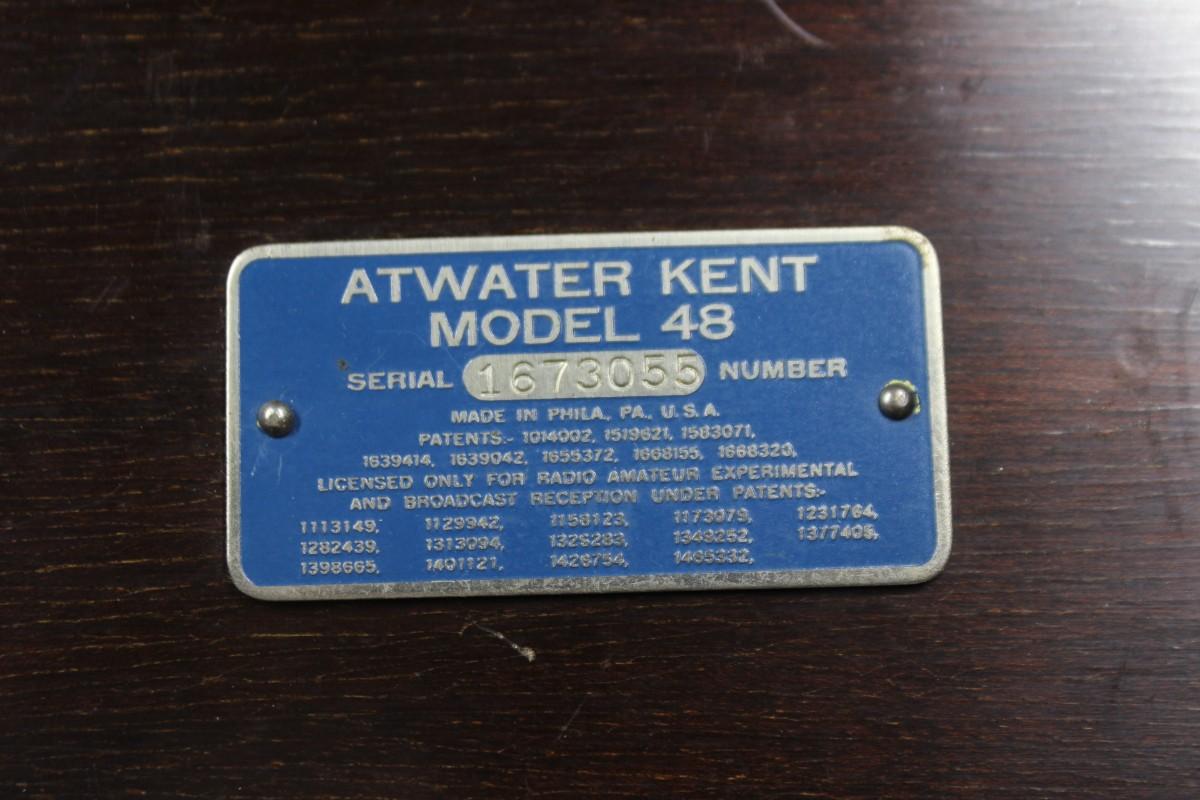 ATWATER KENT
MODEL 48
SERIAL 1673055 NUMBER
MADE IN PHILA., PA., U.S.A.
PATENTS:- 1014002, 1519621, 1583071,
1639414, 1639042, 1655372, 1668155, 1668320,
LICENSED ONLY FOR RADIO AMATEUR EXPERIMENTAL
AND BROADCAST RECEPTION UNDER PATENTS:-
1113149, 1129942, 1158123, 1173079, 1231764,
1282439, 1313094, 1326283, 1349252, 1377405,
1398665, 1401121, 1426754, 1465332,